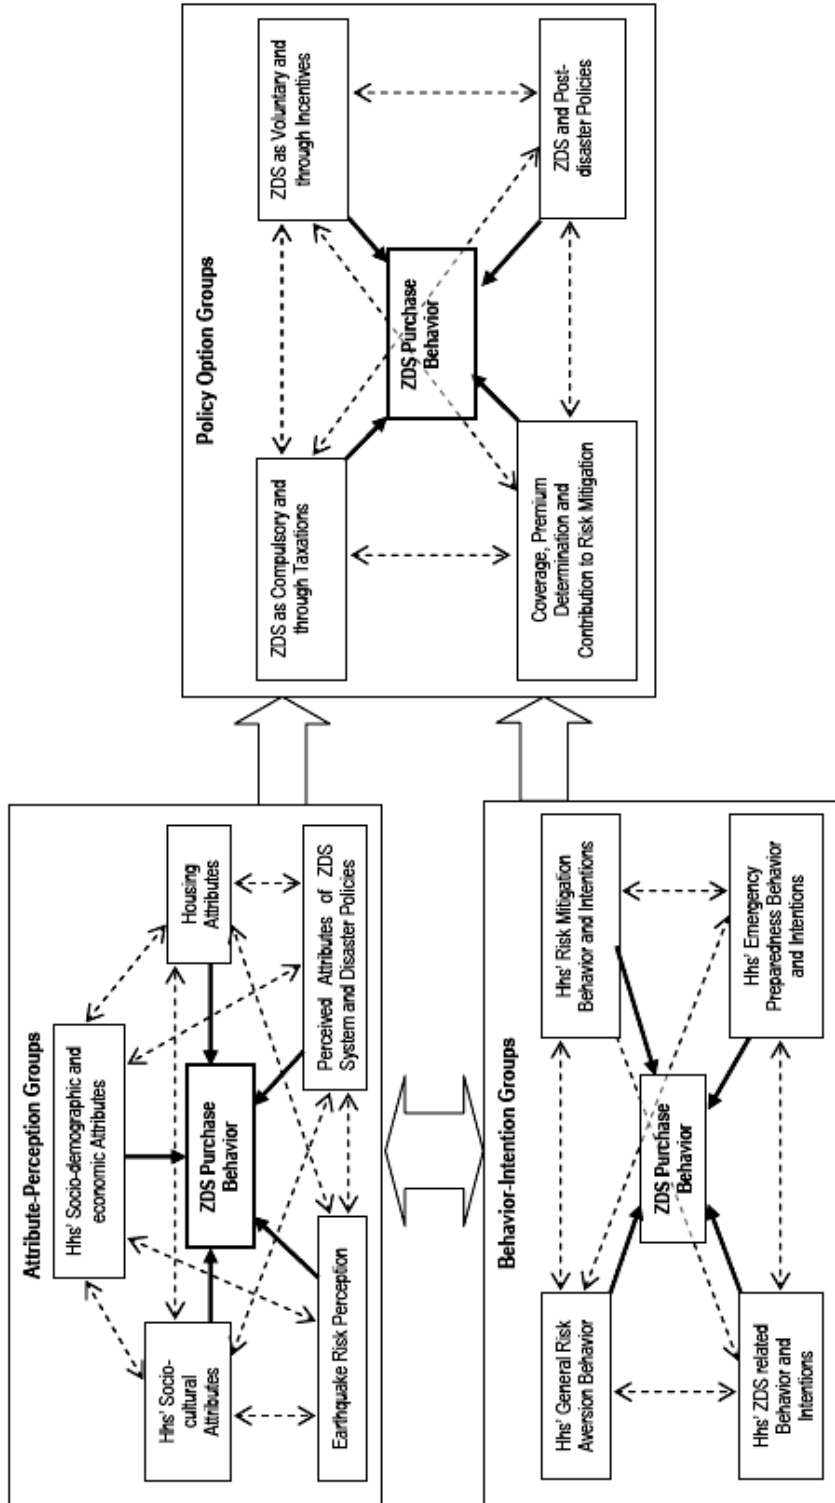 Attribute-Perception Groups
Hhs' Socio-demographic and
economic Attributes
Hhs' Socio-
cultural
Attributes
Housing
Attributes
ZDS Purchase
Behavior
Earthquake Risk Perception
Perceived Attributes of ZDS
System and Disaster Policies
Behavior-Intention Groups
Hhs' General Risk
Aversion Behavior
Hhs' Risk Mitigation
Behavior and Intentions
ZDS Purchase
Behavior
Hhs' ZDS related
Behavior and
Intentions
Hhs' Emergency
Preparedness Behavior
and Intentions
Policy Option Groups
ZDS as Compulsory and
through Taxations
ZDS as Voluntary and
through Incentives
ZDS Purchase
Behavior
Coverage, Premium
Determination and
Contribution to Risk Mitigation
ZDS and Post-
disaster Policies